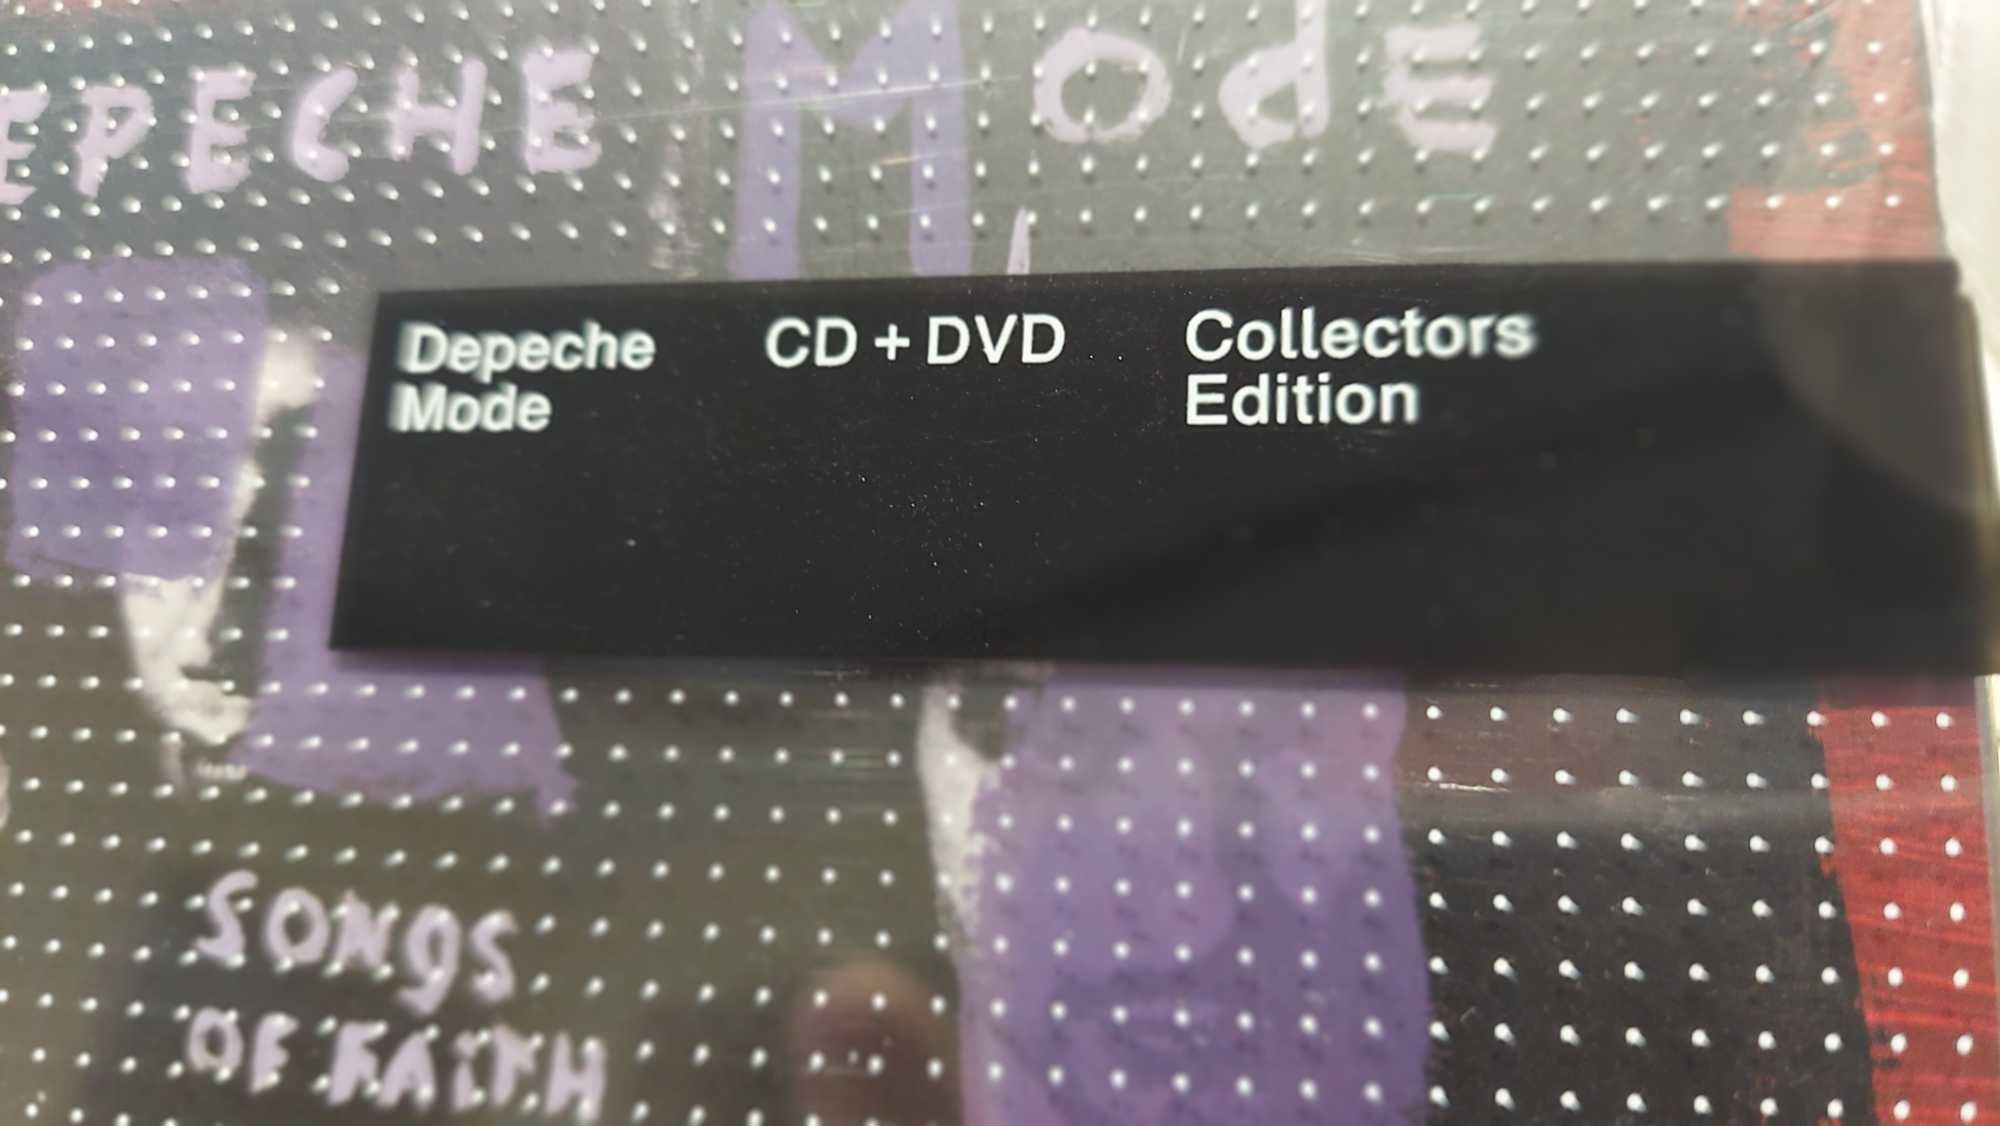 EPECHE MODE
Depeche Mode
CD + DVD
Collectors Edition
SONGS
OF FAITH